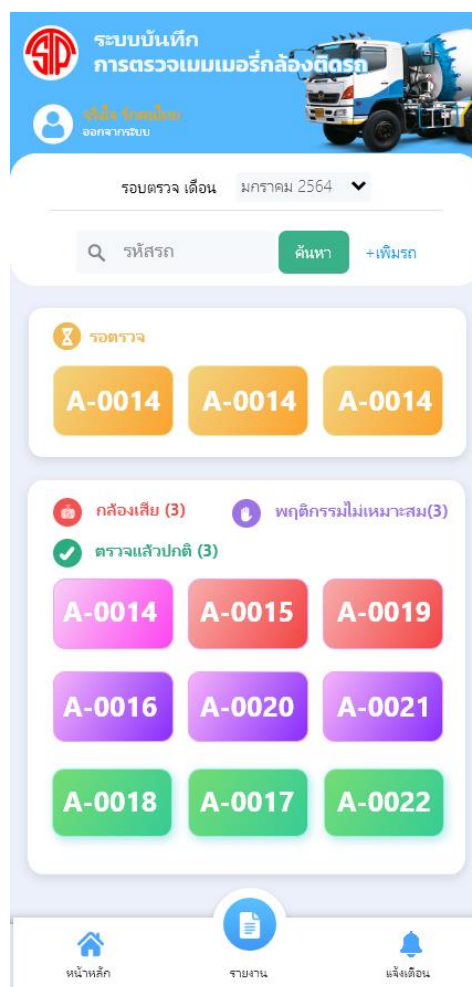 ระบบบันทึก
การตรวจเมมเมอรี่กล้องติดรถ
ออกจากระบบ
รอบตรวจ เดือน มกราคม 2564
รหัสรถ ค้นหา +เพิ่มรถ
รอตรวจ
A-0014 A-0014 A-0014
กล้องเสีย (3) พฤติกรรมไม่เหมาะสม(3)
ตรวจแล้วปกติ (3)
A-0014 A-0015 A-0019
A-0016 A-0020 A-0021
A-0018 A-0017 A-0022
หน้าหลัก รายงาน แจ้งเตือน